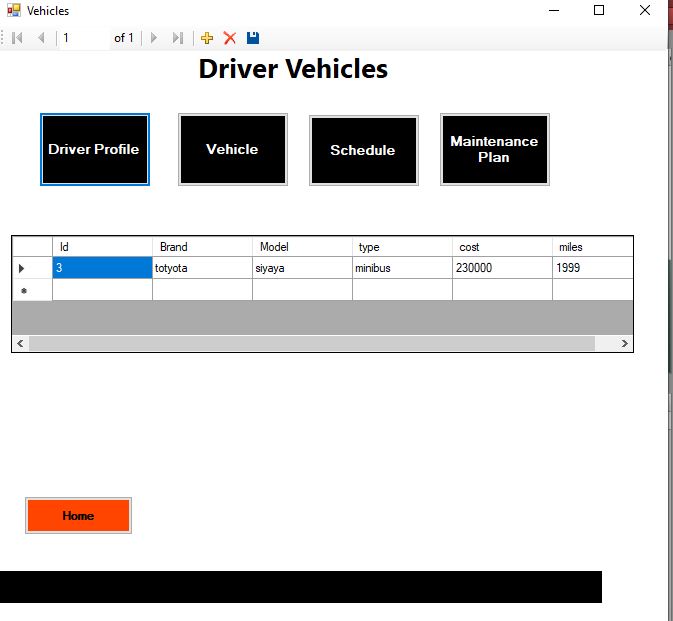 Vehicles
1 of 1
Driver Vehicles
Driver Profile
Vehicle
Schedule
Maintenance
Plan
Id Brand Model type cost miles
3 totyota siyaya minibus 230000 1999
Home